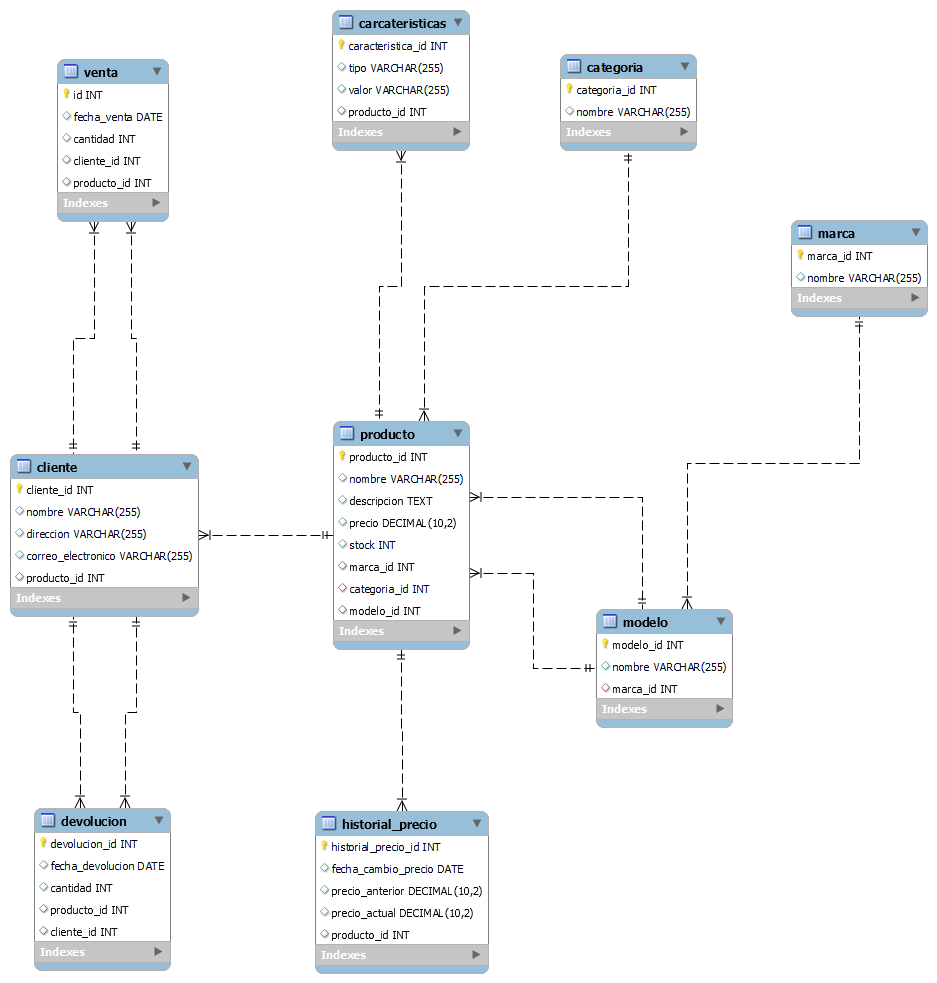 carcateristicas
caracteristica_id INT
tipo VARCHAR(255)
valor VARCHAR(255)
producto_id INT
Indexes
categoria
categoria_id INT
nombre VARCHAR(255)
Indexes
venta
id INT
fecha_venta DATE
cantidad INT
cliente_id INT
producto_id INT
Indexes
marca
marca_id INT
nombre VARCHAR(255)
Indexes
producto
producto_id INT
nombre VARCHAR(255)
descripcion TEXT
precio DECIMAL(10,2)
stock INT
marca_id INT
categoria_id INT
modelo_id INT
Indexes
cliente
cliente_id INT
nombre VARCHAR(255)
direccion VARCHAR(255)
correo_electronico VARCHAR(255)
producto_id INT
Indexes
modelo
modelo_id INT
nombre VARCHAR(255)
marca_id INT
Indexes
devolucion
devolucion_id INT
fecha_devolucion DATE
cantidad INT
producto_id INT
cliente_id INT
Indexes
historial_precio
historial_precio_id INT
fecha_cambio_precio DATE
precio_anterior DECIMAL(10,2)
precio_actual DECIMAL(10,2)
producto_id INT
Indexes